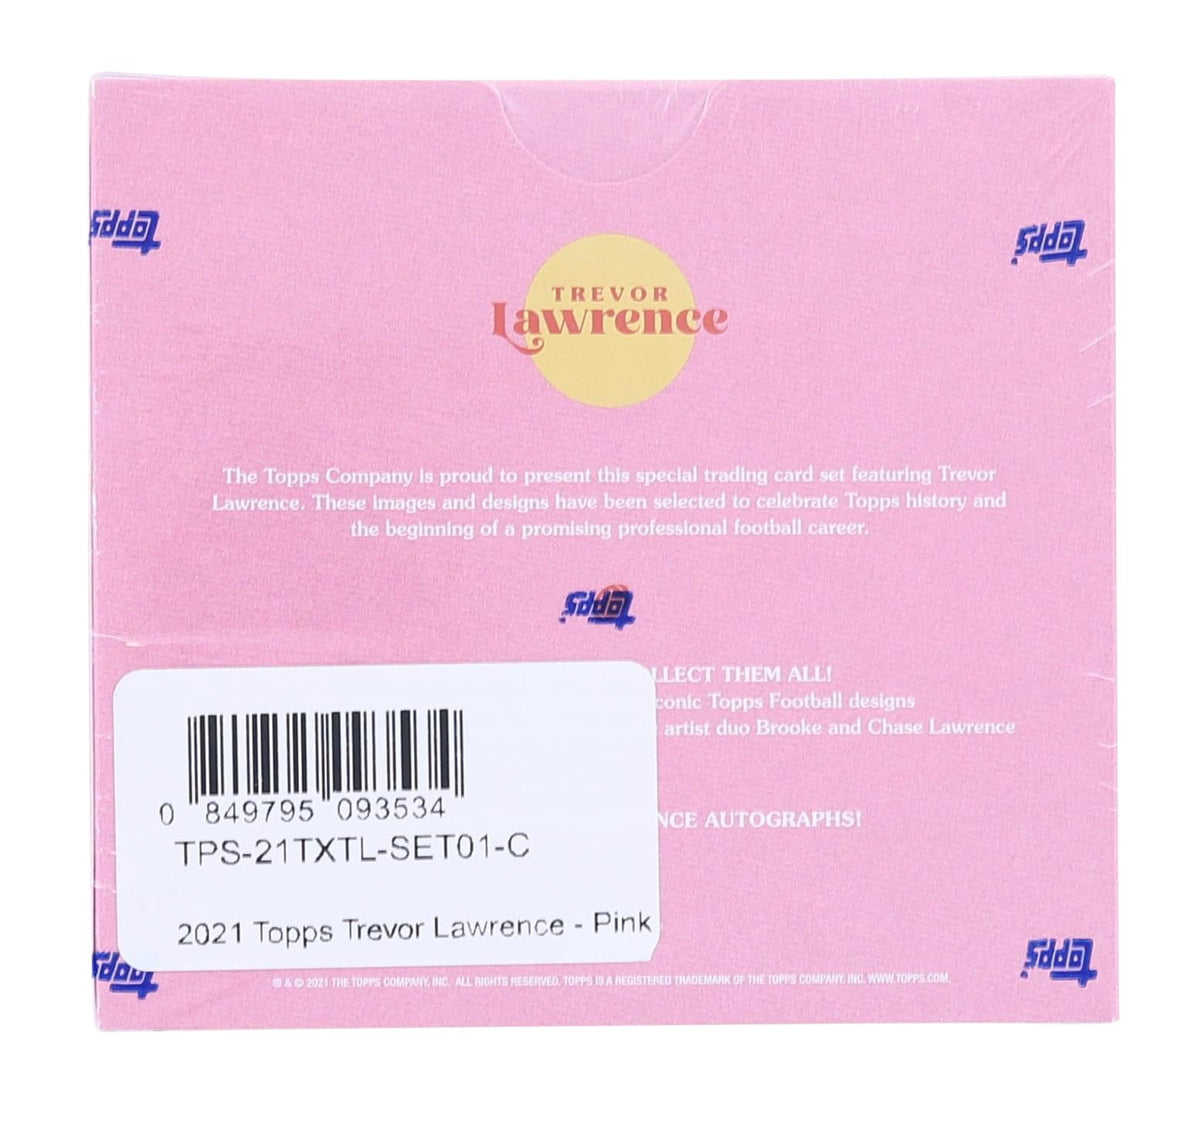 Topps
Topps
TREVOR
Lawrence
The Topps Company is proud to present this special trading card set featuring Trevor
Lawrence. These images and designs have been selected to celebrate Topps history and
the beginning of a promising professional football career.
Topps
THEM ALL!
Topps Football designs
artist duo Brooke and Chase Lawrence
AUTOGRAPHS!
0 849795 093534
TPS-21TXTL-SET01-C
2021 Topps Trevor Lawrence - Pink
Topps
Topps
® & © 2021 THE TOPPS COMPANY, INC. ALL RIGHTS RESERVED. TOPPS IS A REGISTERED TRADEMARK OF THE TOPPS COMPANY, INC. WWW.TOPPS.COM.